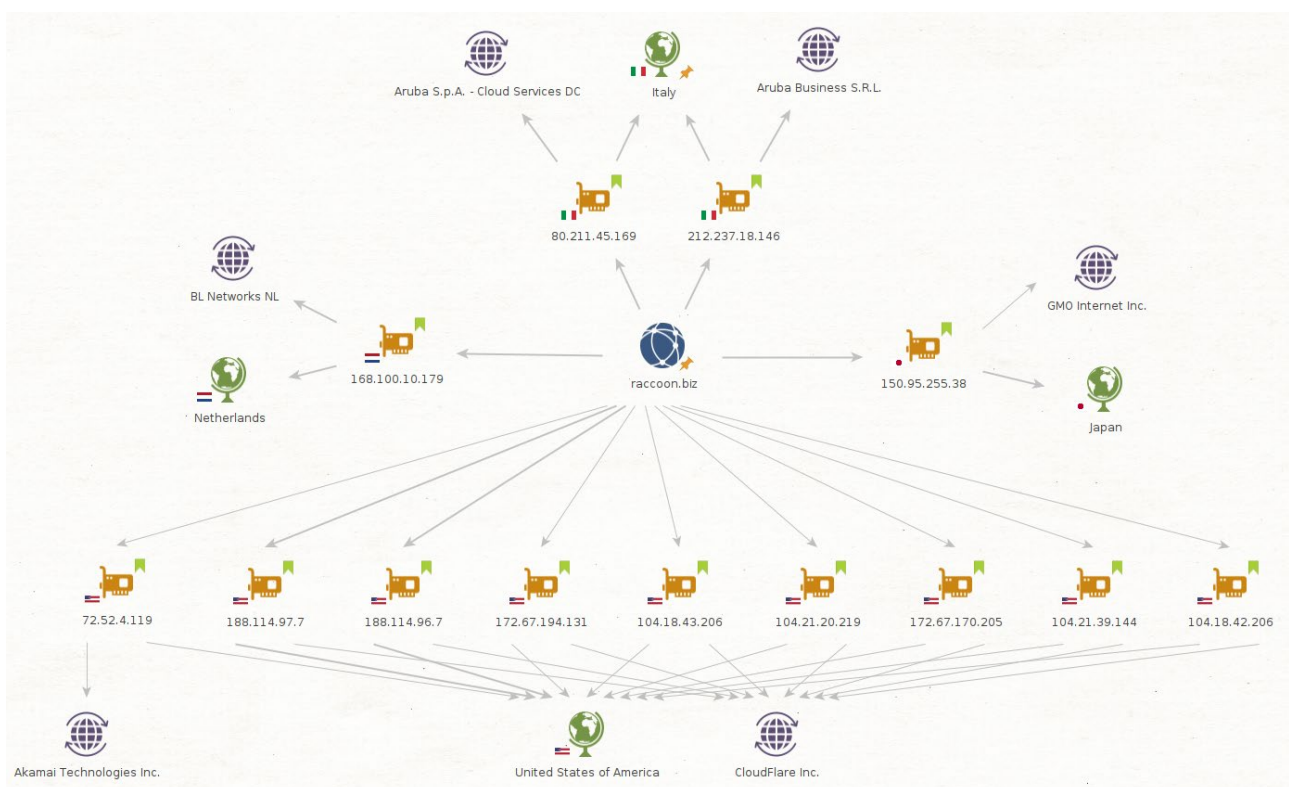 Aruba S.p.A. - Cloud Services DC
Italy
Aruba Business S.R.L.
80.211.45.169
212.237.18.146
BL Networks NL
GMO Internet Inc.
168.100.10.179
raccoon.biz
150.95.255.38
Netherlands
Japan
72.52.4.119
188.114.97.7
188.114.96.7
172.67.194.131
104.18.43.206
104.21.20.219
172.67.170.205
104.21.39.144
104.18.42.206
Akamai Technologies Inc.
United States of America
CloudFlare Inc.